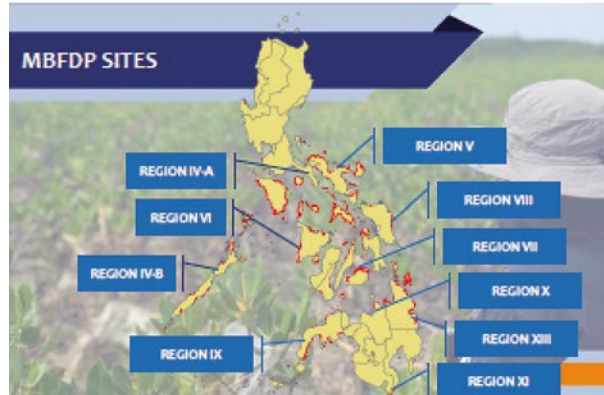 MBFDP SITES
REGION V
REGION IV-A
REGION VIII
REGION VI
REGION VII
REGION IV-B
REGION X
REGION XIII
REGION IX
REGION XI